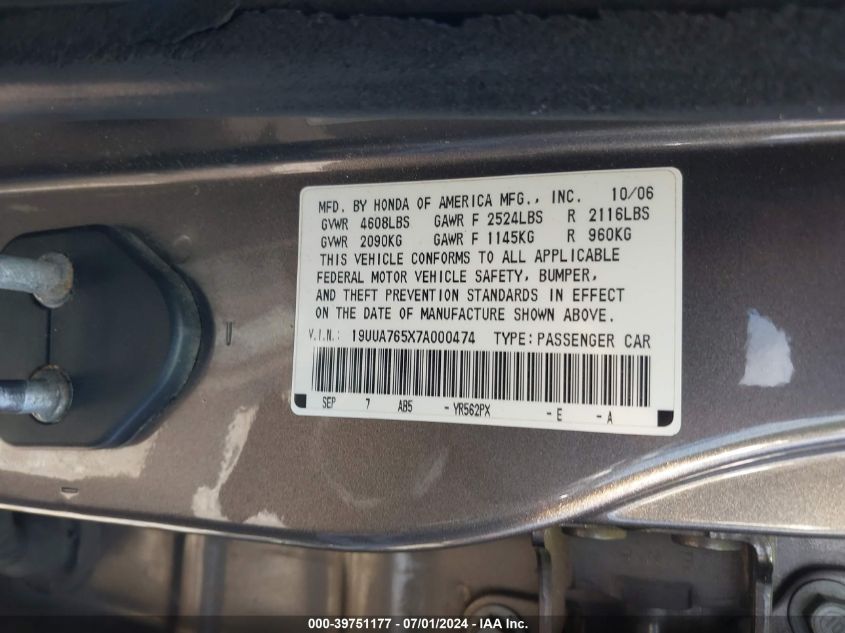 MFD. BY HONDA OF AMERICA MFG., INC. 10/06
GVWR 4608LBS GAWR F 2524LBS R 2116LBS
GVWR 2090KG GAWR F 1145KG R 960KG
THIS VEHICLE CONFORMS TO ALL APPLICABLE
FEDERAL MOTOR VEHICLE SAFETY, BUMPER,
AND THEFT PREVENTION STANDARDS IN EFFECT
ON THE DATE OF MANUFACTURE SHOWN ABOVE.
V.I.N.: 19UUA765X7A000474 TYPE: PASSENGER CAR
SEP 7 AB5 - YR562PX - E - A
000-39751177 - 07/01/2024 - IAA Inc.